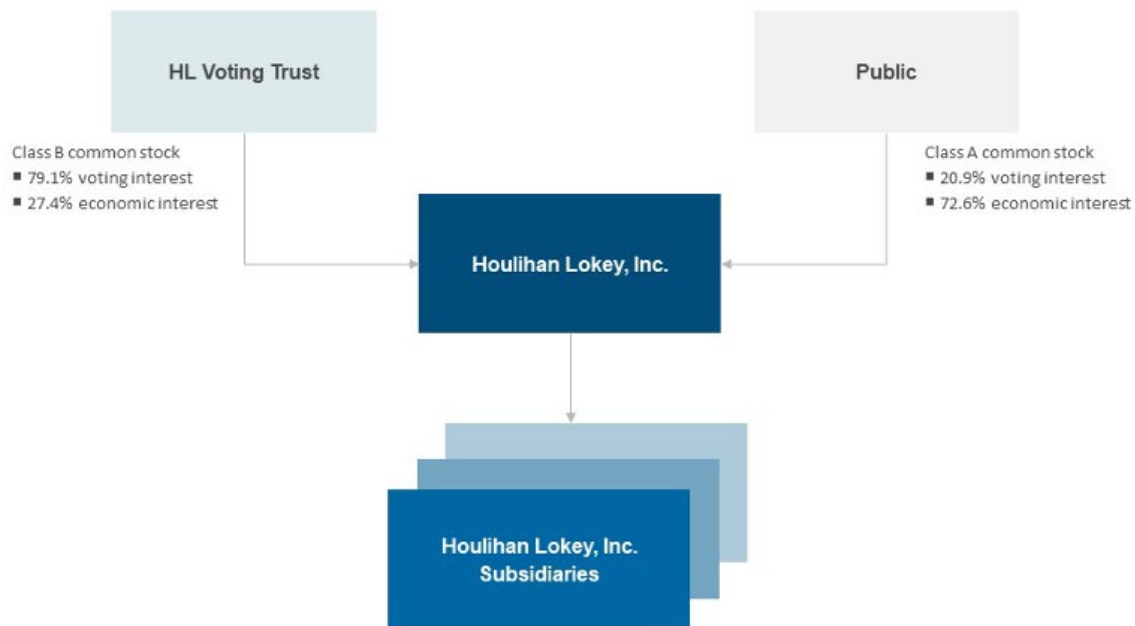 HL Voting Trust
Public
Class B common stock
▪ 79.1% voting interest
▪ 27.4% economic interest
Class A common stock
▪ 20.9% voting interest
▪ 72.6% economic interest
Houlihan Lokey, Inc.
Houlihan Lokey, Inc.
Subsidiaries